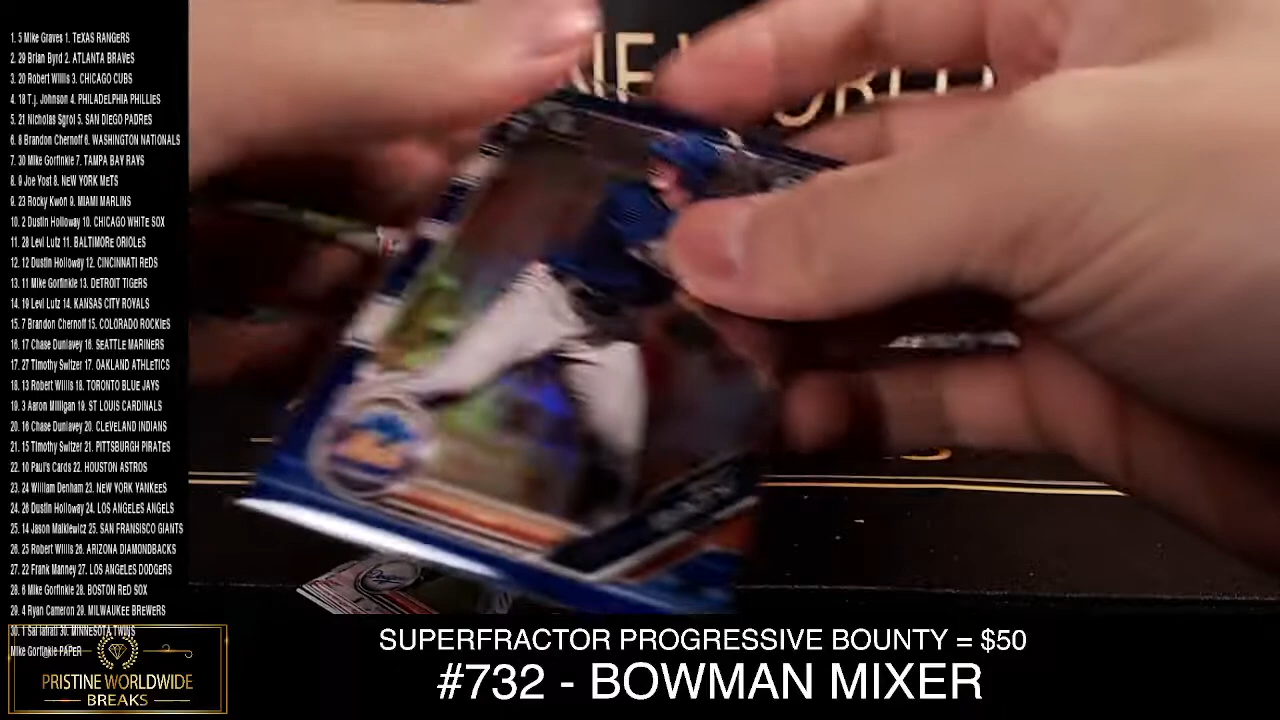 1. 5 Mike Graves 1. TEXAS RANGERS
2. 29 Brian Byrd 2. ATLANTA BRAVeS
3. 20 Robert Willis 3. CHICAGO CUBS
4. 18 T.j. Johnson 4. PHILADELPHIA PHILLIES
5. 21 Nicholas Sgroi 5. SAN DIEGO PADRES
6. 8 Brandon Chernoff 6. WASHINGTON NATIONALS
7. 30 Mike Gorfinkle 7. TAMPA BAY RAYS
8. 9 Joe Yost 8. NeW YORK MeTS
9. 23 Rocky Kwon 9. MIAMI MARLINS
10. 2 Dustin Holloway 10. CHICAGO WHITe SOX
11. 28 Levi Lutz 11. BALTIMORe ORIOLeS
12. 12 Dustin Holloway 12. CINCINNATI REDS
13. 11 Mike Gorfinkle 13. DETROIT TIGERS
14. 19 Levi Lutz 14. KANSAS CITY ROYALS
15. 7 Brandon Chernoff 15. COLORADO ROCKIeS
16. 17 Chase Dunlavey 16. SEATTLE MARINERS
17. 27 Timothy Switzer 17. OAKLAND ATHLeTICS
18. 13 Robert Willis 18. TORONTO BLUE JAYS
19. 3 Aaron Milligan 19. ST LOUIS CARDINALS
20. 16 Chase Dunlavey 20. CLEVELAND INDIANS
21. 15 Timothy Switzer 21. PITTSBURGH PIRATeS
22. 10 Paul's Cards 22. HOUSTON ASTROS
23. 24 William Denham 23. NEW YORK YANKEeS
24. 26 Dustin Holloway 24. LOS ANGELES ANGELS
25. 14 Jason Malkiewicz 25. SAN FRANSISCO GIANTS
26. 25 Robert Willis 26. ARIZONA DIAMONDBACKS
27. 22 Frank Manney 27. LOS ANGELES DODGERS
28. 6 Mike Gorfinkle 28. BOSTON ReD SOX
29. 4 Ryan Cameron 29. MILWAUKee BREWERS
30. 1 Sal 30. MINNESOTA TWINS
Mike Gorfinkle PAPER
PRISTINE WORLDWIDE
BREAKS
SUPERFRACTOR PROGRESSIVE BOUNTY = $50
#732 - BOWMAN MIXER